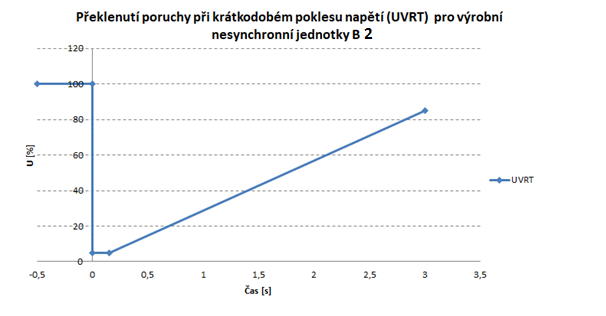 Překlenutí poruchy při krátkodobém poklesu napětí (UVRT) pro výrobní
nesynchronní jednotky B 2
120
100
80
60
40
20
0
U [%]
-0,5 0 0,5 1 1,5 2 2,5 3 3,5
Čas [s]
UVRT